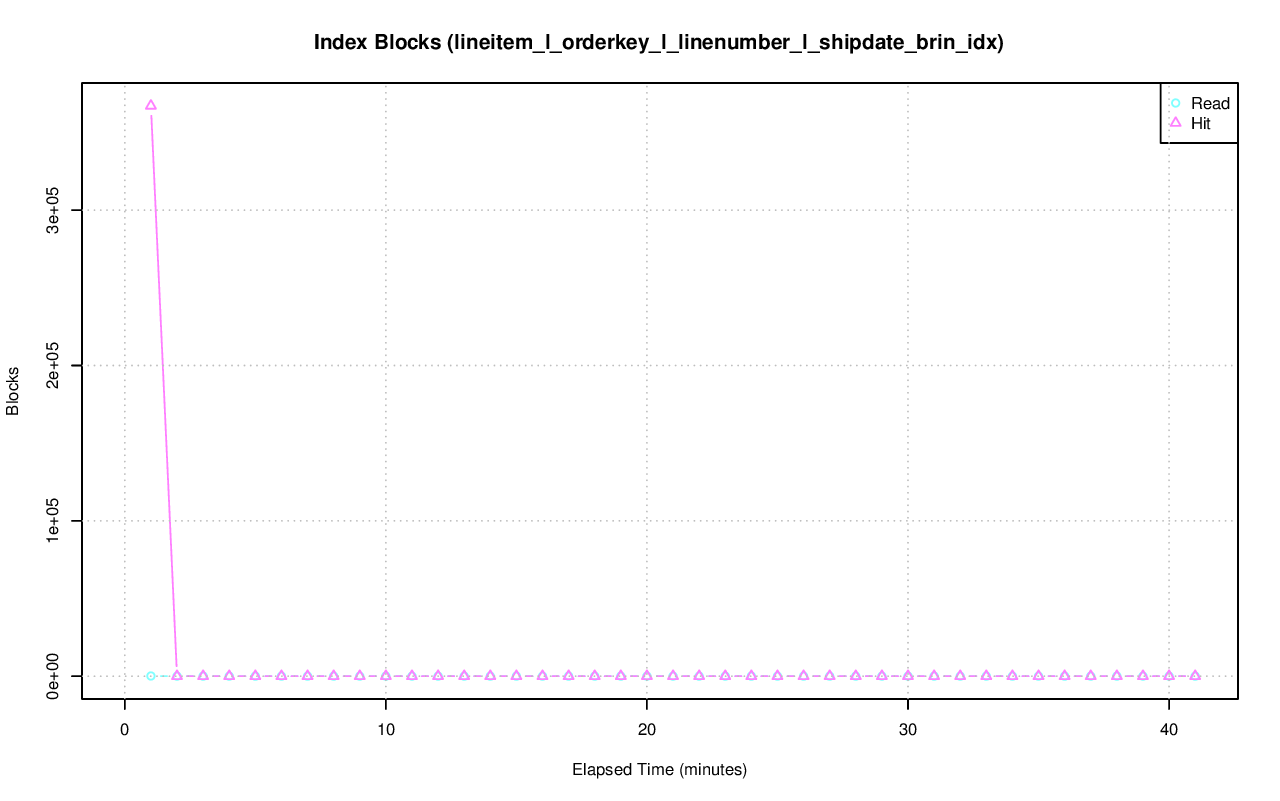 Index Blocks (lineitem_l_orderkey_l_linenumber_l_shipdate_brin_idx)
Read
Hit
Blocks
3e+05
2e+05
1e+05
0e+00
0 10 20 30 40
Elapsed Time (minutes)